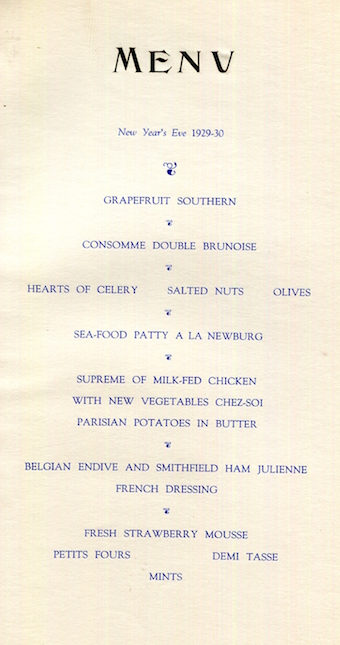 MENU
New Year's Eve 1929-30
GRAPEFRUIT SOUTHERN
CONSOMME DOUBLE BRUNOISE
HEARTS OF CELERY SALTED NUTS OLIVES
SEA-FOOD PATTY A LA NEWBURG
SUPREME OF MILK-FED CHICKEN
WITH NEW VEGETABLES CHEZ-SOI
PARISIAN POTATOES IN BUTTER
BELGIAN ENDIVE AND SMITHFIELD HAM JULIENNE
FRENCH DRESSING
FRESH STRAWBERRY MOUSSE
PETITS FOURS DEMI TASSE
MINTS